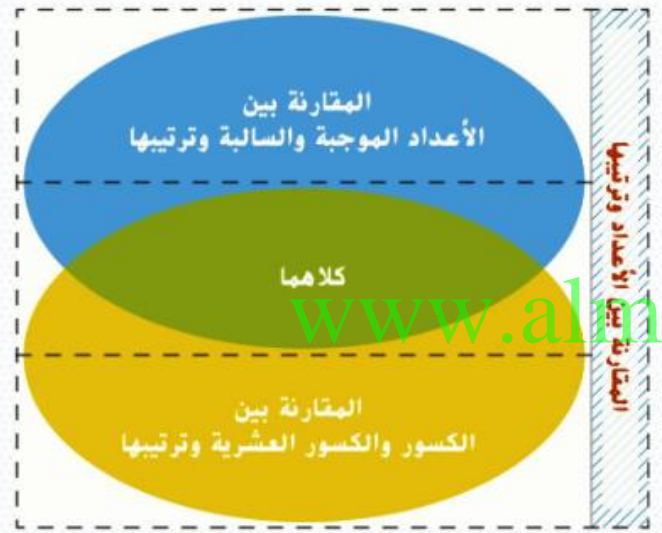 المقارنة بين
الأعداد الموجبة والسالبة وترتيبها
كلاهما
المقارنة بين
الكسور والكسور العشرية وترتيبها
المقارنة بين الأعداد وترتيبها
www.alm